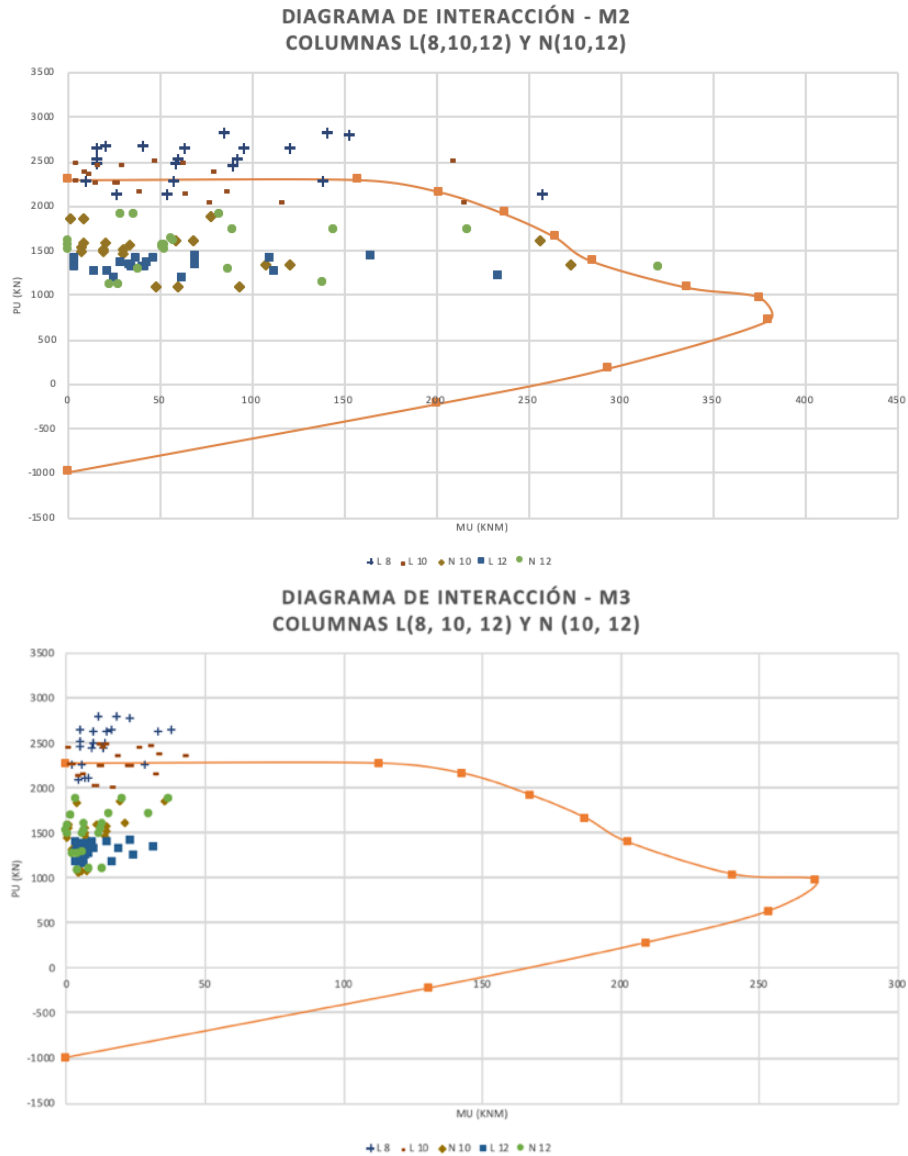 DIAGRAMA DE INTERACCIÓN - M2
COLUMNAS L(8,10,12) Y N(10,12)
3500
3000
2500
2000
1500
1000
500
0
-500
-1000
-1500
0 50 100 150 200 250 300 350 400 450
PU (KN)
MU (KNM)
L 8 L 10 N 10 L 12 N 12
DIAGRAMA DE INTERACCIÓN - M3
COLUMNAS L(8, 10, 12) Y N (10, 12)
3500
3000
2500
2000
1500
1000
500
0
-500
-1000
-1500
0 50 100 150 200 250 300
PU (KN)
MU (KNM)
L 8 L 10 N 10 L 12 N 12